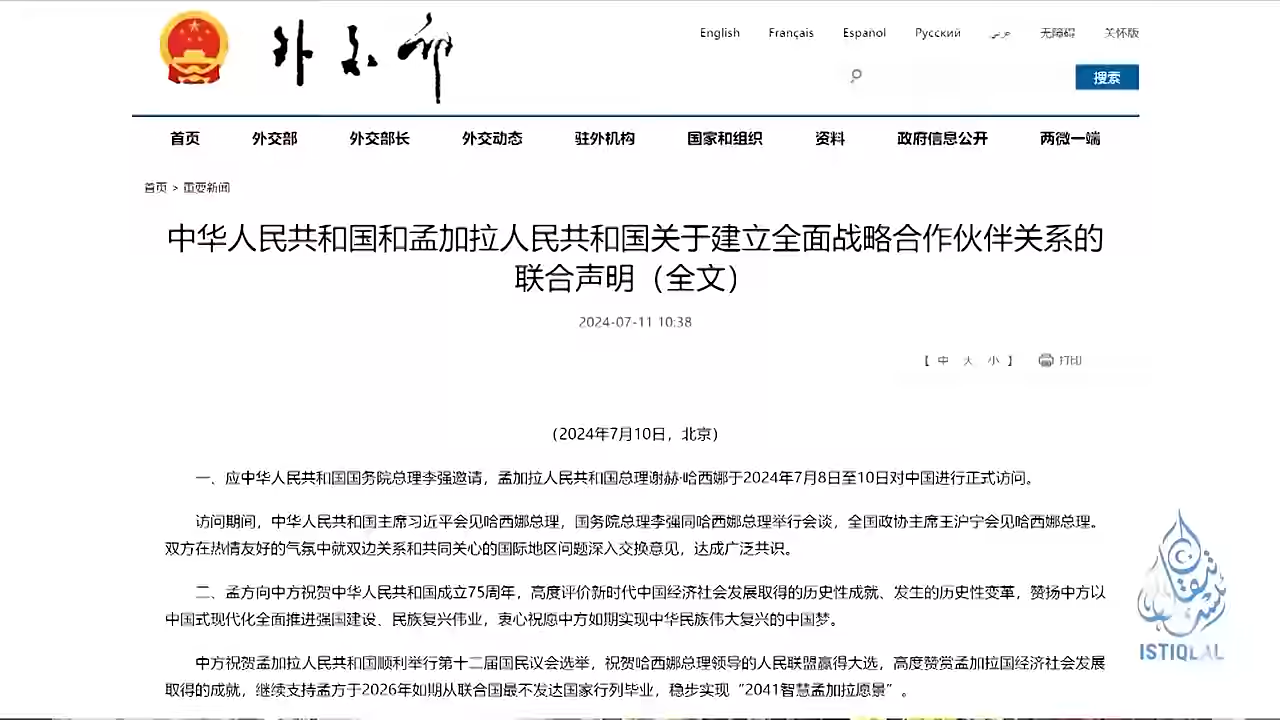 外交部
English Français Español Русский عربي 无障碍 关怀版
搜索
首页 外交部 外交部长 外交动态 驻外机构 国家和组织 资料 政府信息公开 两微一端
首页 > 重要新闻
中华人民共和国和孟加拉人民共和国关于建立全面战略合作伙伴关系的
联合声明（全文）
2024-07-11 10:38
【 中 大 小 】 打印
（2024年7月10日，北京）
一、应中华人民共和国国务院总理李强邀请，孟加拉人民共和国总理谢赫·哈西娜于2024年7月8日至10日对中国进行正式访问。
访问期间，中华人民共和国主席习近平会见哈西娜总理，国务院总理李强同哈西娜总理举行会谈，全国政协主席王沪宁会见哈西娜总理。
双方在热情友好的气氛中就双边关系和共同关心的国际地区问题深入交换意见，达成广泛共识。
二、孟方向中方祝贺中华人民共和国成立75周年，高度评价新时代中国经济社会发展取得的历史性成就、发生的历史性变革，赞扬中方以
中国式现代化全面推进强国建设、民族复兴伟业，衷心祝愿中方如期实现中华民族伟大复兴的中国梦。
中方祝贺孟加拉人民共和国顺利举行第十二届国民议会选举，祝贺哈西娜总理领导的人民联盟赢得大选，高度赞赏孟加拉国经济社会发展
取得的成就，继续支持孟方于2026年如期从联合国最不发达国家行列毕业，稳步实现“2041智慧孟加拉愿景”。
ISTIQLAL